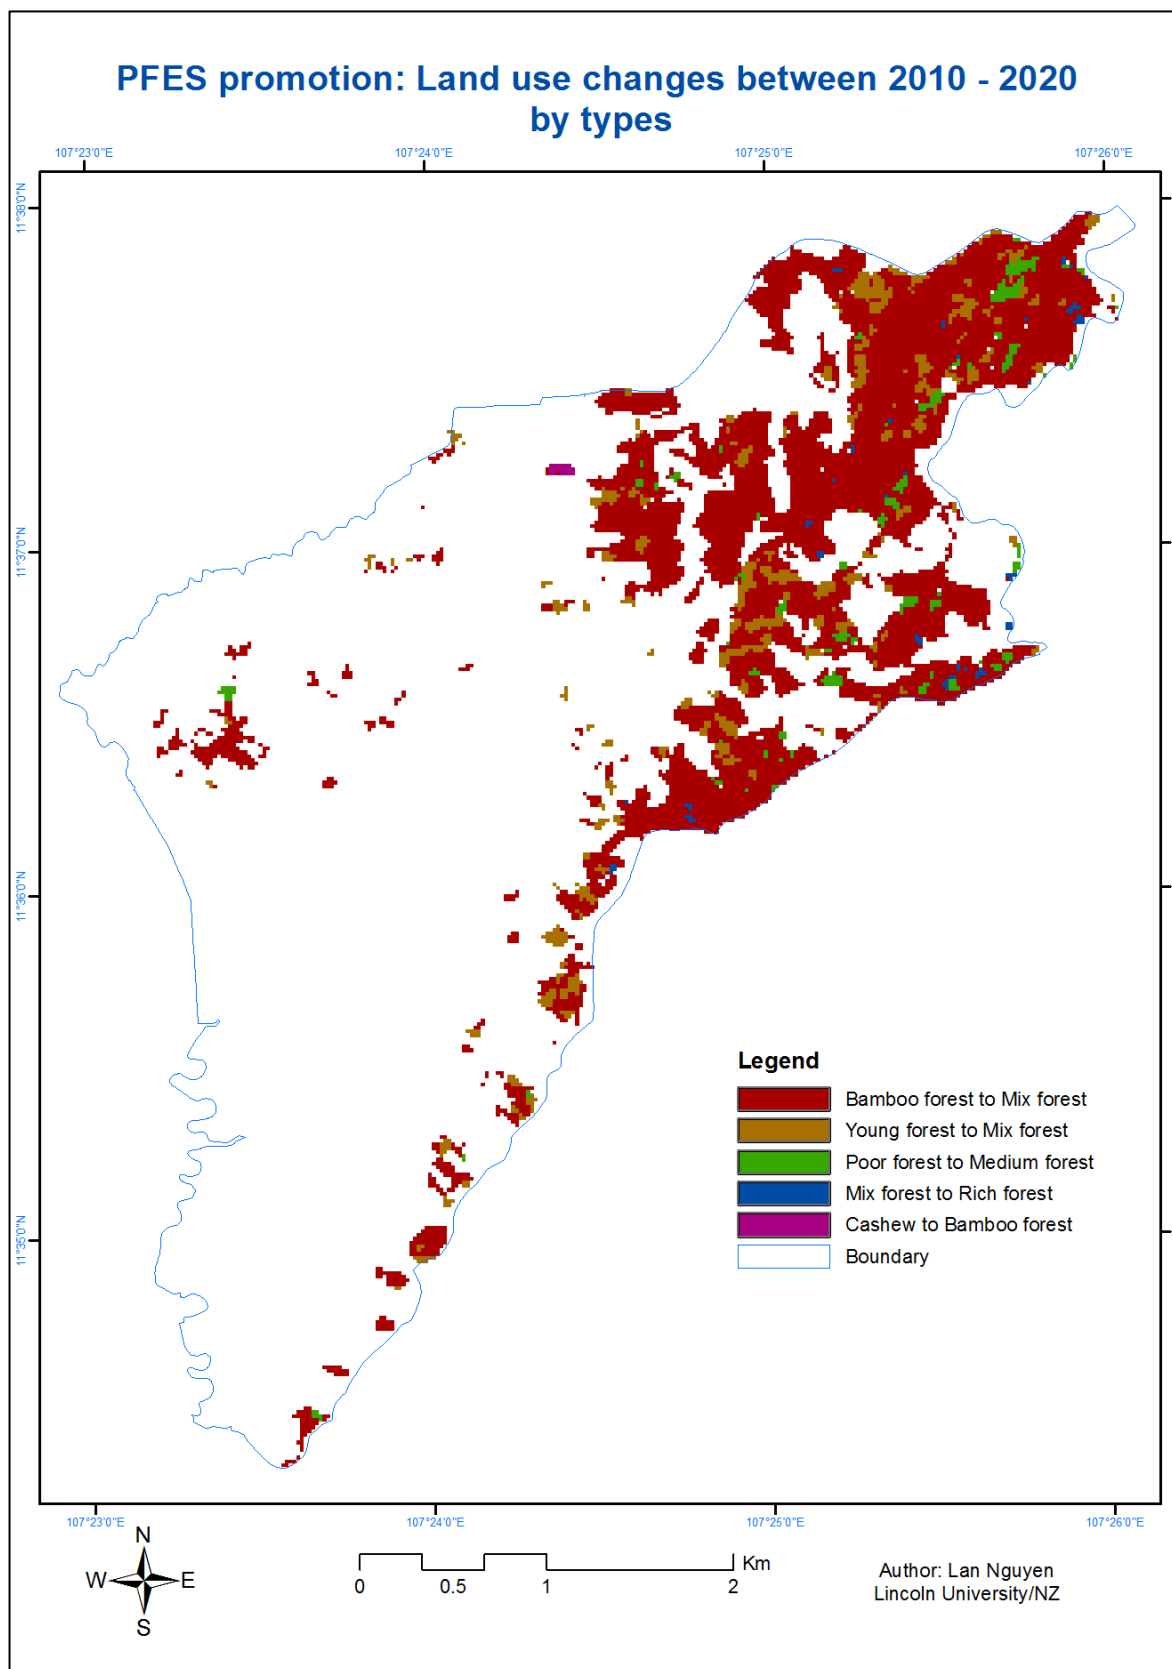 PFES promotion: Land use changes between 2010 - 2020
by types
107°23'0"E
107°24'0"E
107°25'0"E
107°26'0"E
11°38'0"N
11°37'0"N
11°36'0"N
11°35'0"N
Legend
Bamboo forest to Mix forest
Young forest to Mix forest
Poor forest to Medium forest
Mix forest to Rich forest
Cashew to Bamboo forest
Boundary
107°23'0"E
107°24'0"E
107°25'0"E
107°26'0"E
N
W E
S
Km
0 0.5 1 2
Author: Lan Nguyen
Lincoln University/NZ